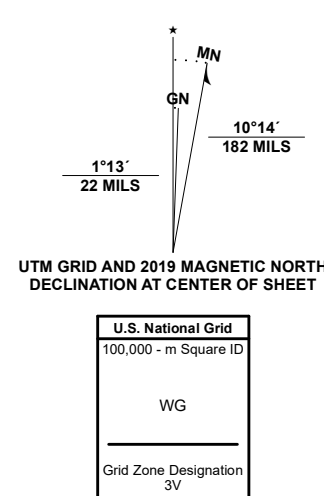 ★
MN
GN
10°14´
182 MILS
1°13´
22 MILS
UTM GRID AND 2019 MAGNETIC NORTH
DECLINATION AT CENTER OF SHEET
U.S. National Grid
100,000 - m Square ID
WG
Grid Zone Designation
3V